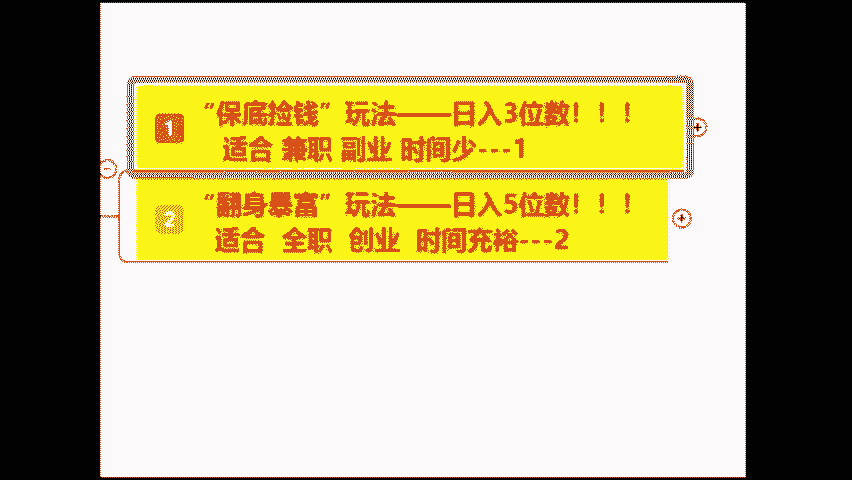 1 “保底捡钱”玩法——日入3位数！！！
适合 兼职 副业 时间少---1
2 “翻身暴富”玩法——日入5位数！！！
适合 全职 创业 时间充裕---2